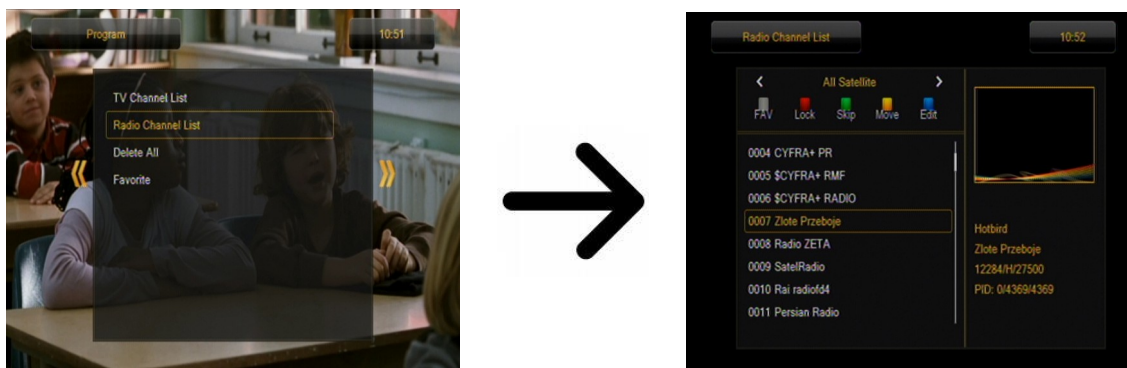 Program
10:51
TV Channel List
Radio Channel List
Delete All
Favorite
Radio Channel List
10:52
All Satellite
FAV Lock Skip Move Edit
0004 CYFRA+ PR
0005 $CYFRA+ RMF
0006 $CYFRA+ RADIO
0007 Zlote Przeboje
0008 Radio ZETA
0009 SatelRadio
0010 Rai radiofd4
0011 Persian Radio
Hotbird
Zlote Przeboje
12284/H/27500
PID: 0/4369/4369